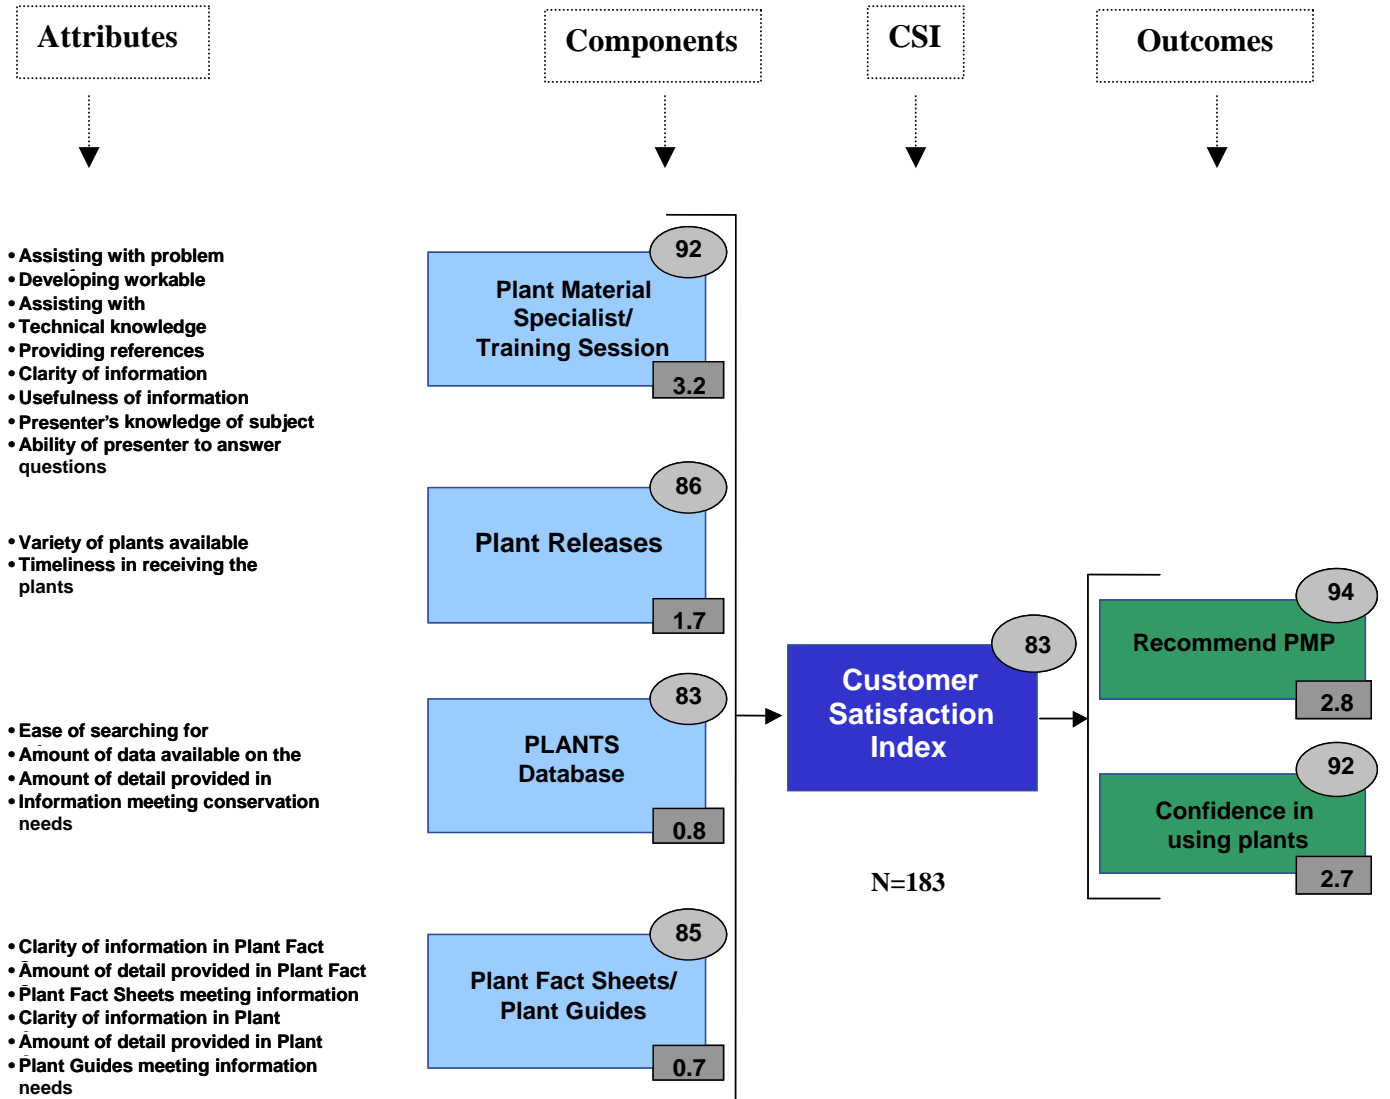 Attributes
Components
CSI
Outcomes
• Assisting with problem
• Developing workable
• Assisting with
• Technical knowledge
• Providing references
• Clarity of information
• Usefulness of information
• Presenter's knowledge of subject
• Ability of presenter to answer
questions
92
Plant Material
Specialist/
Training Session
3.2
• Variety of plants available
• Timeliness in receiving the
plants
86
Plant Releases
1.7
• Ease of searching for
• Amount of data available on the
• Amount of detail provided in
• Information meeting conservation
needs
83
PLANTS
Database
0.8
• Clarity of information in Plant Fact
• Amount of detail provided in Plant Fact
• Plant Fact Sheets meeting information
• Clarity of information in Plant
• Amount of detail provided in Plant
• Plant Guides meeting information
needs
85
Plant Fact Sheets/
Plant Guides
0.7
83
Customer
Satisfaction
Index
N=183
94
Recommend PMP
2.8
92
Confidence in
using plants
2.7